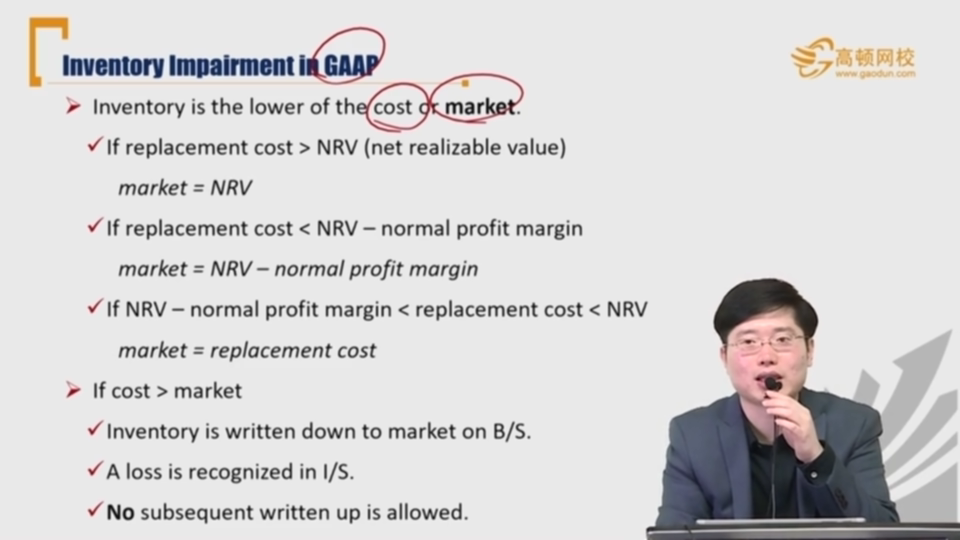 Inventory Impairment in GAAP
高顿网校
www.gaodun.com
Inventory is the lower of the cost or market.
If replacement cost > NRV (net realizable value)
market = NRV
If replacement cost < NRV – normal profit margin
market = NRV – normal profit margin
If NRV – normal profit margin < replacement cost < NRV
market = replacement cost
If cost > market
Inventory is written down to market on B/S.
A loss is recognized in I/S.
No subsequent written up is allowed.